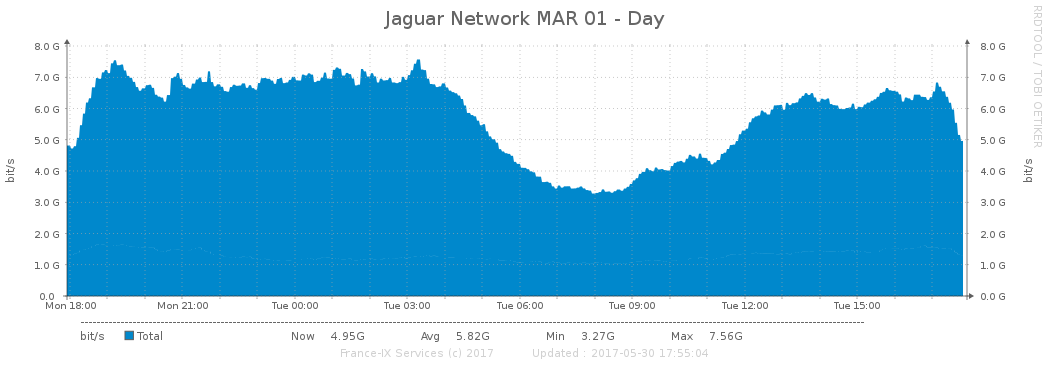 Jaguar Network MAR 01 - Day
RRDTOOL / TOBI OETIKER
8.0 G 8.0 G
7.0 G 7.0 G
6.0 G 6.0 G
5.0 G 5.0 G
4.0 G 4.0 G
3.0 G 3.0 G
2.0 G 2.0 G
1.0 G 1.0 G
0.0 0.0 G
bit/s bit/s
Mon 18:00 Mon 21:00 Tue 00:00 Tue 03:00 Tue 06:00 Tue 09:00 Tue 12:00 Tue 15:00
bit/s Total Now 4.95G Avg 5.82G Min 3.27G Max 7.56G
France-IX Services (c) 2017 Updated : 2017-05-30 17:55:04